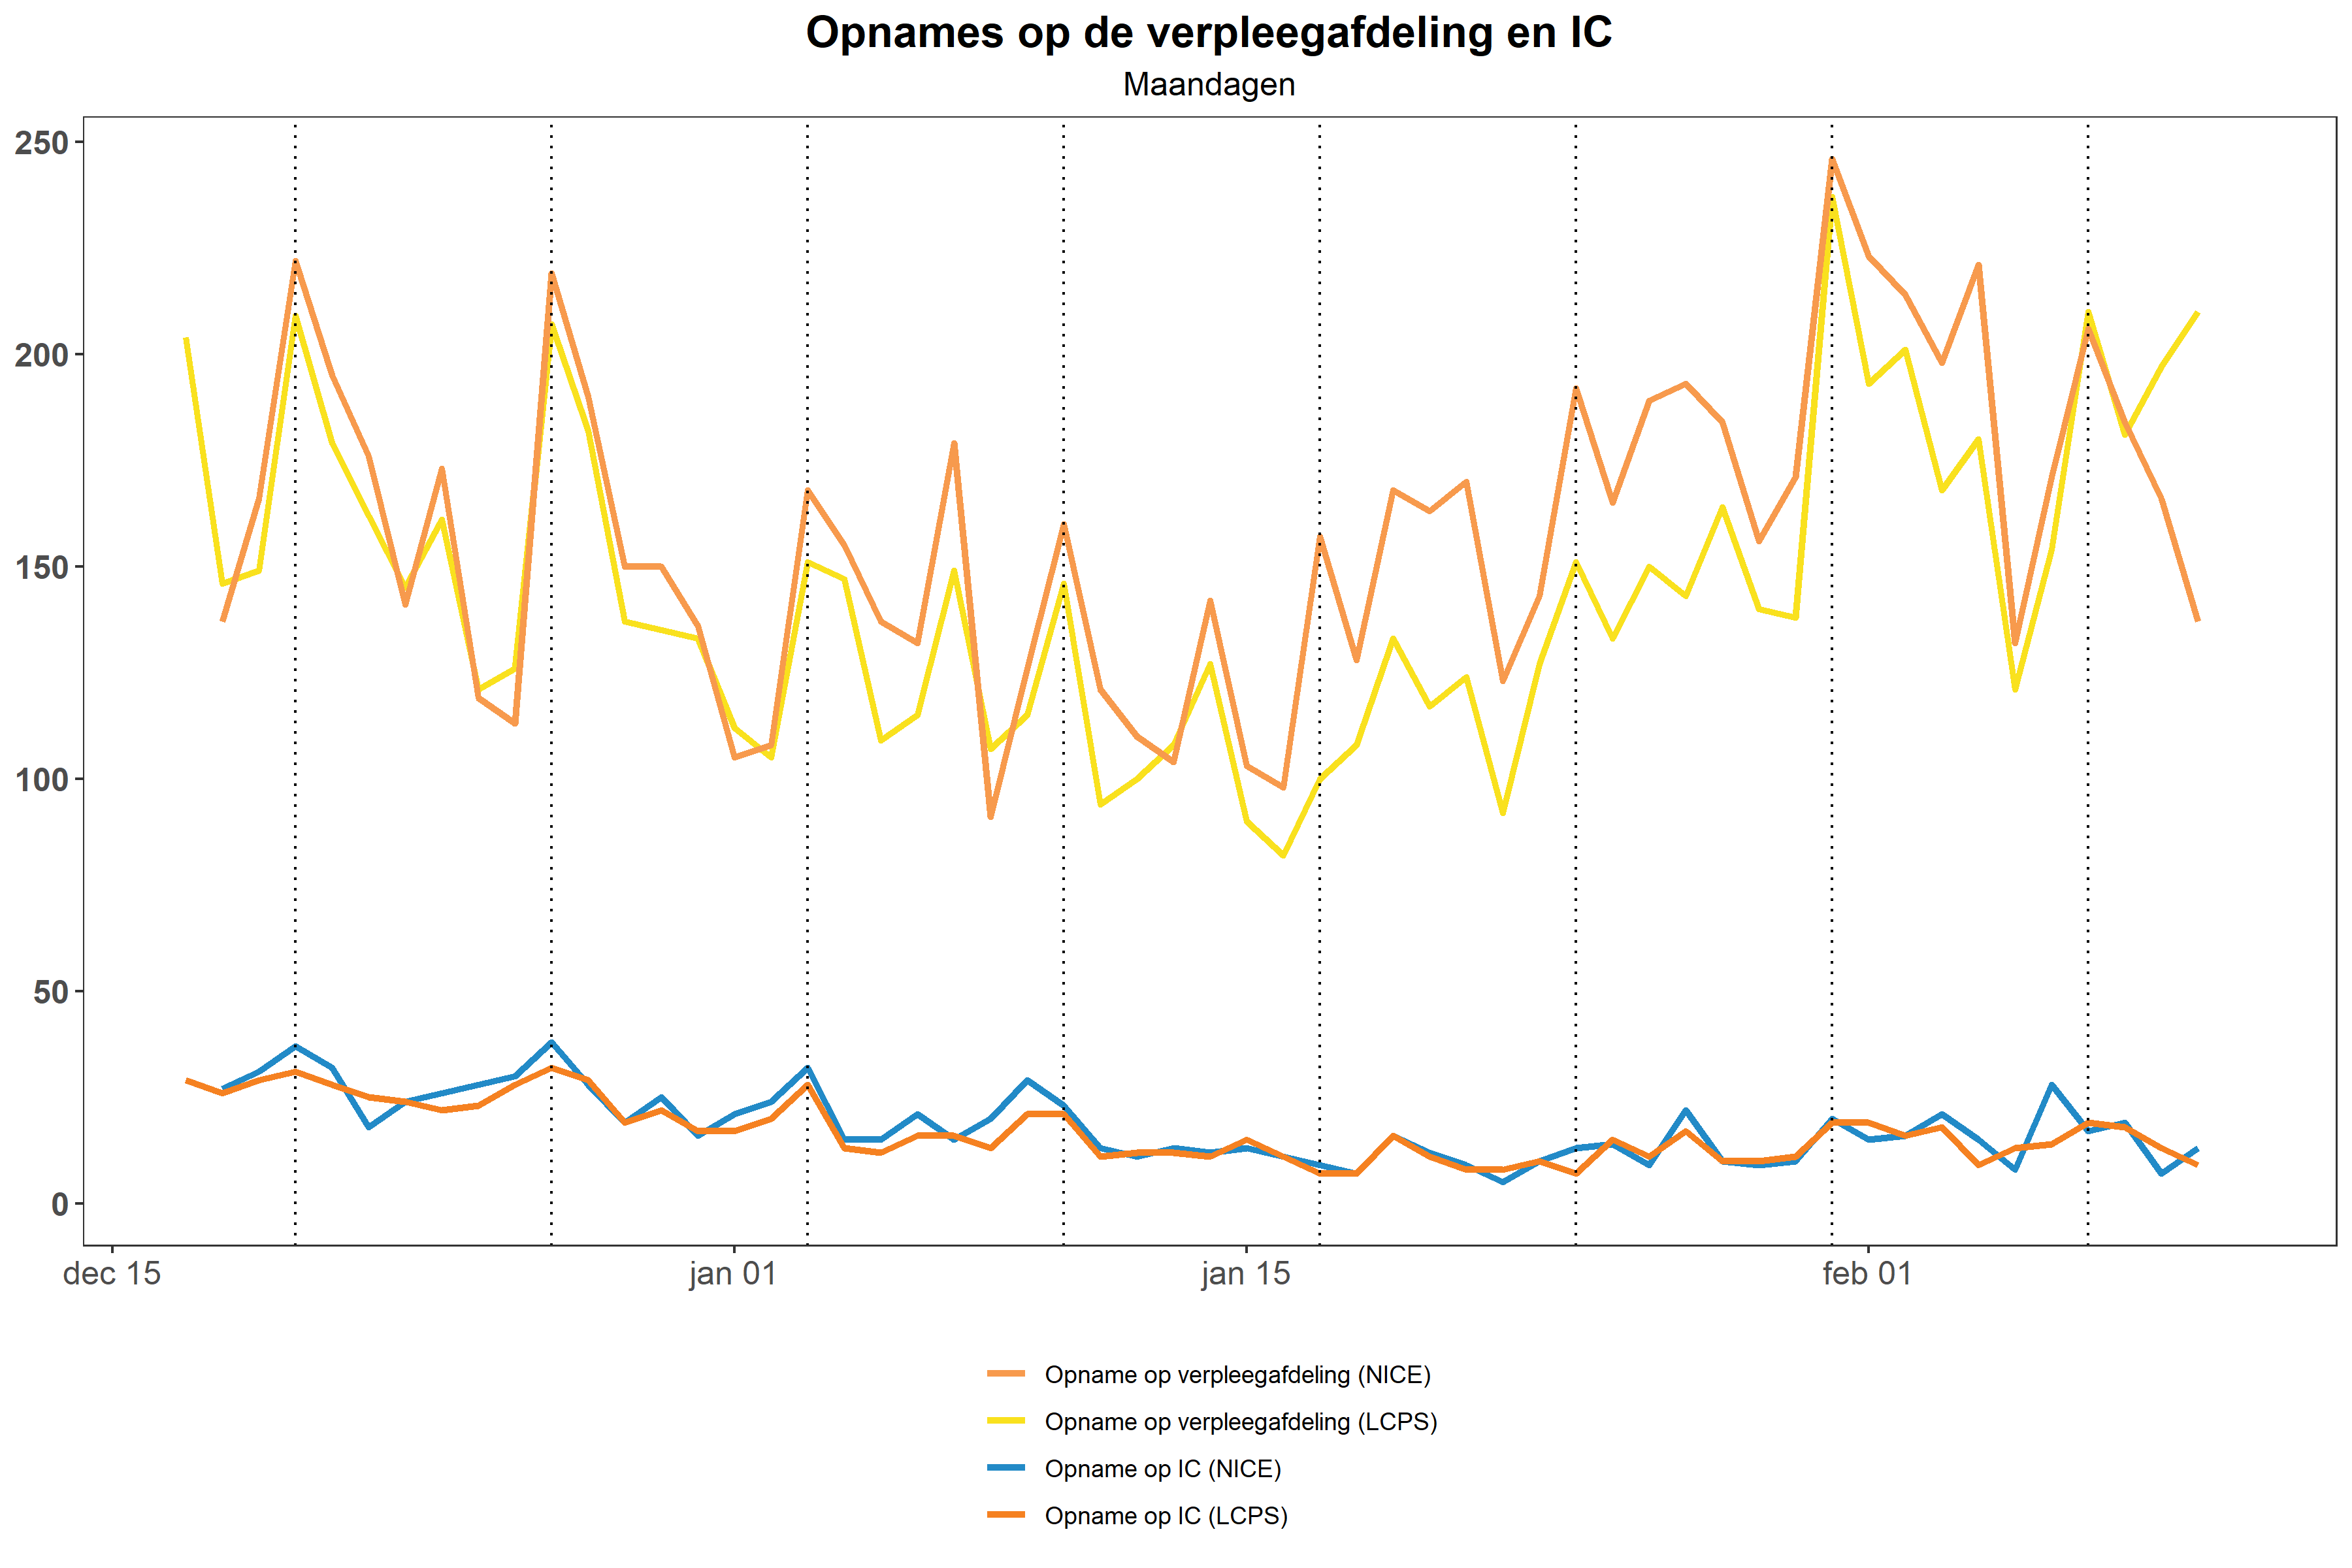 Opnames op de verpleegafdeling en IC
Maandagen
250
200
150
100
50
0
dec 15 jan 01 jan 15 feb 01
Opname op verpleegafdeling (NICE)
Opname op verpleegafdeling (LCPS)
Opname op IC (NICE)
Opname op IC (LCPS)